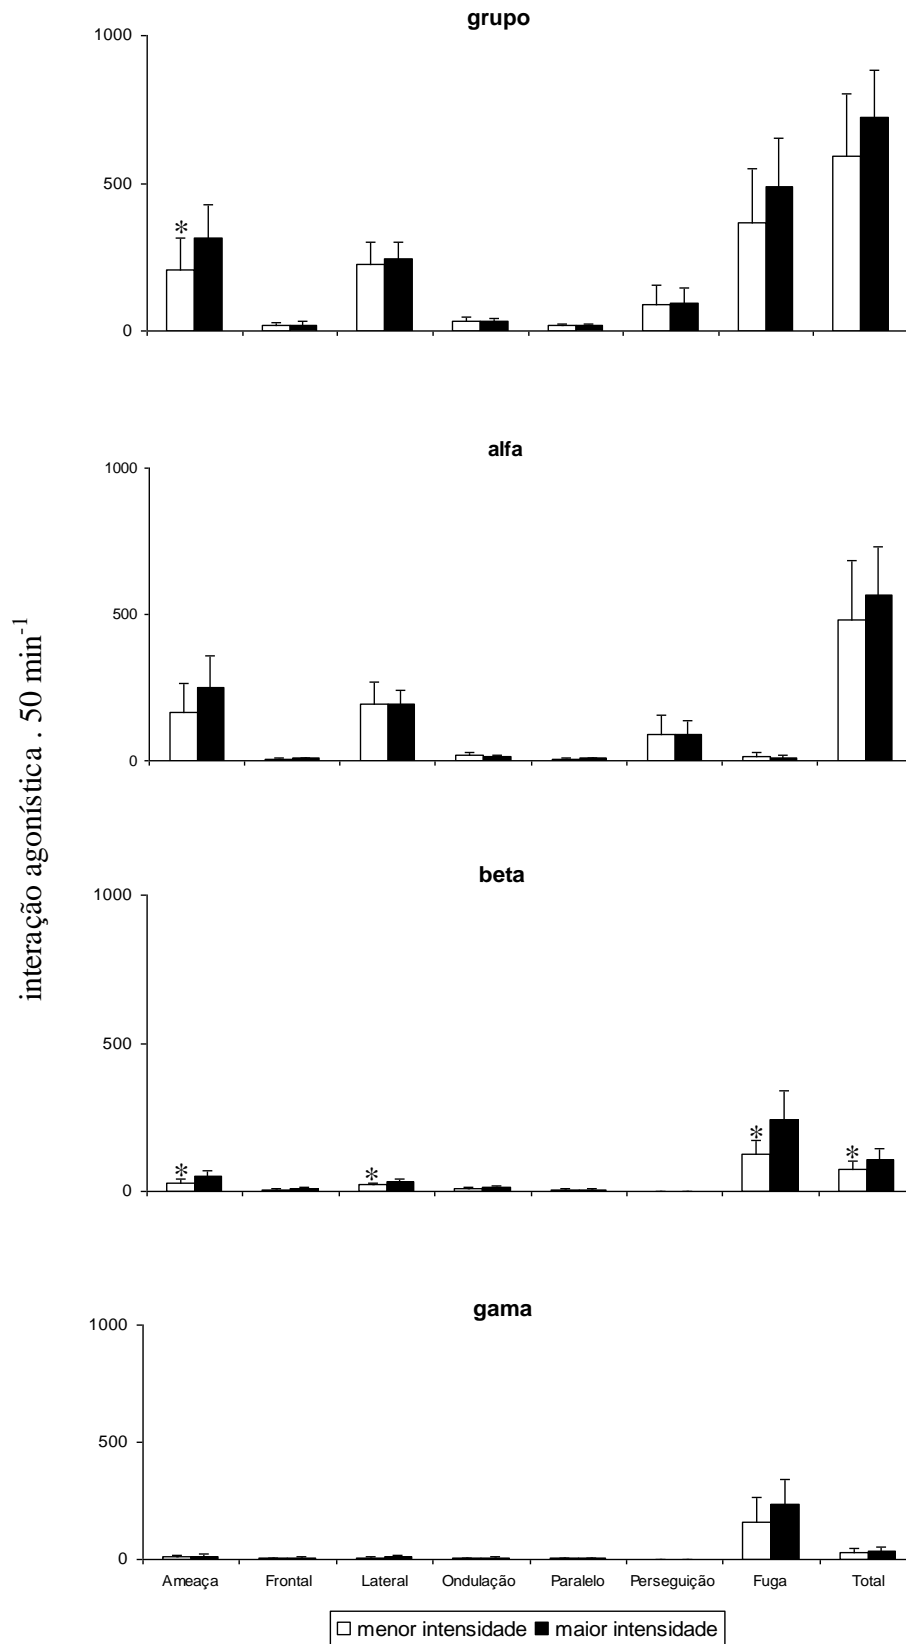 grupo
1000
500
*
0
alfa
1000
500
0
interação agonística . 50 min⁻¹
beta
1000
500
* * * *
0
gama
1000
500
0
Ameaça Frontal Lateral Ondulação Paralelo Perseguição Fuga Total
menor intensidade maior intensidade